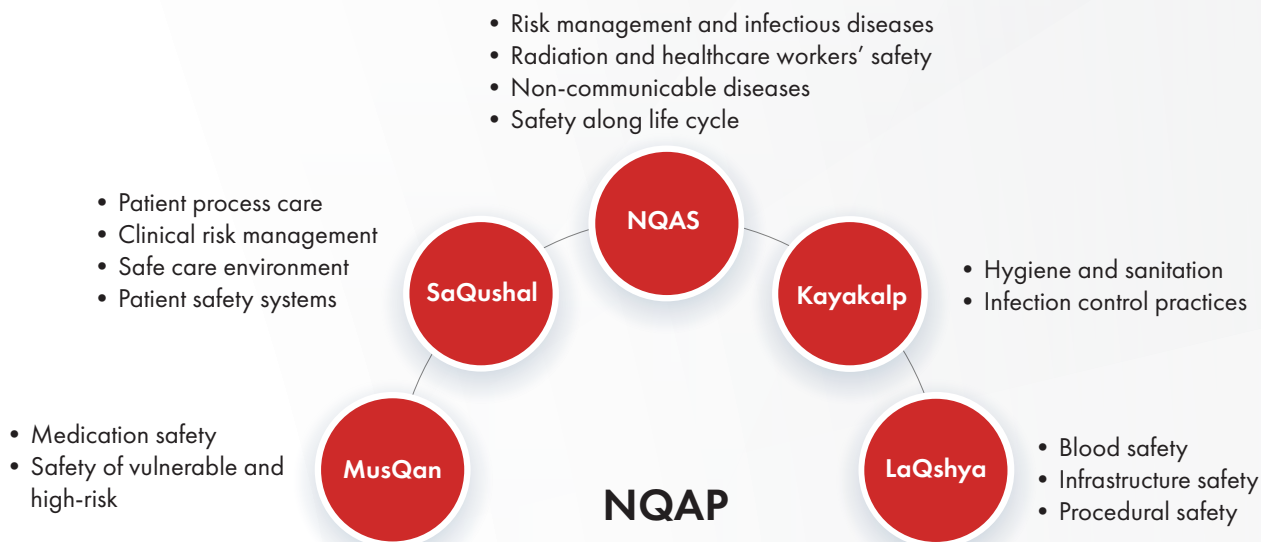 • Risk management and infectious diseases
• Radiation and healthcare workers’ safety
• Non-communicable diseases
• Safety along life cycle
NQAS
• Patient process care
• Clinical risk management
• Safe care environment
• Patient safety systems
SaQushal
Kayakalp
• Hygiene and sanitation
• Infection control practices
• Medication safety
• Safety of vulnerable and
high-risk
MusQan
NQAP
LaQshya
• Blood safety
• Infrastructure safety
• Procedural safety